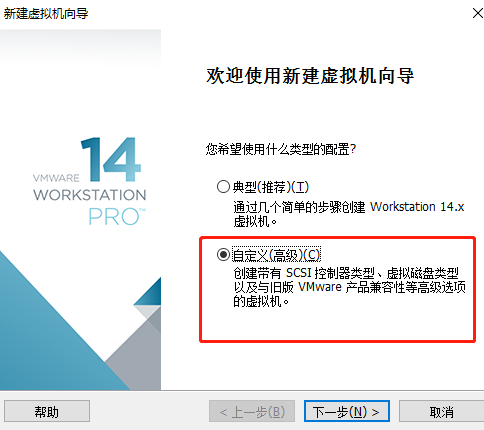 新建虚拟机向导
欢迎使用新建虚拟机向导
14
VMWARE
WORKSTATION
PRO™
您希望使用什么类型的配置?
典型(推荐)(T)
通过几个简单的步骤创建 Workstation 14.x
虚拟机。
自定义(高级)(C)
创建带有 SCSI 控制器类型、虚拟磁盘类型
以及与旧版 VMware 产品兼容性等高级选项
的虚拟机。
帮助
< 上一步(B)
下一步(N) >
取消